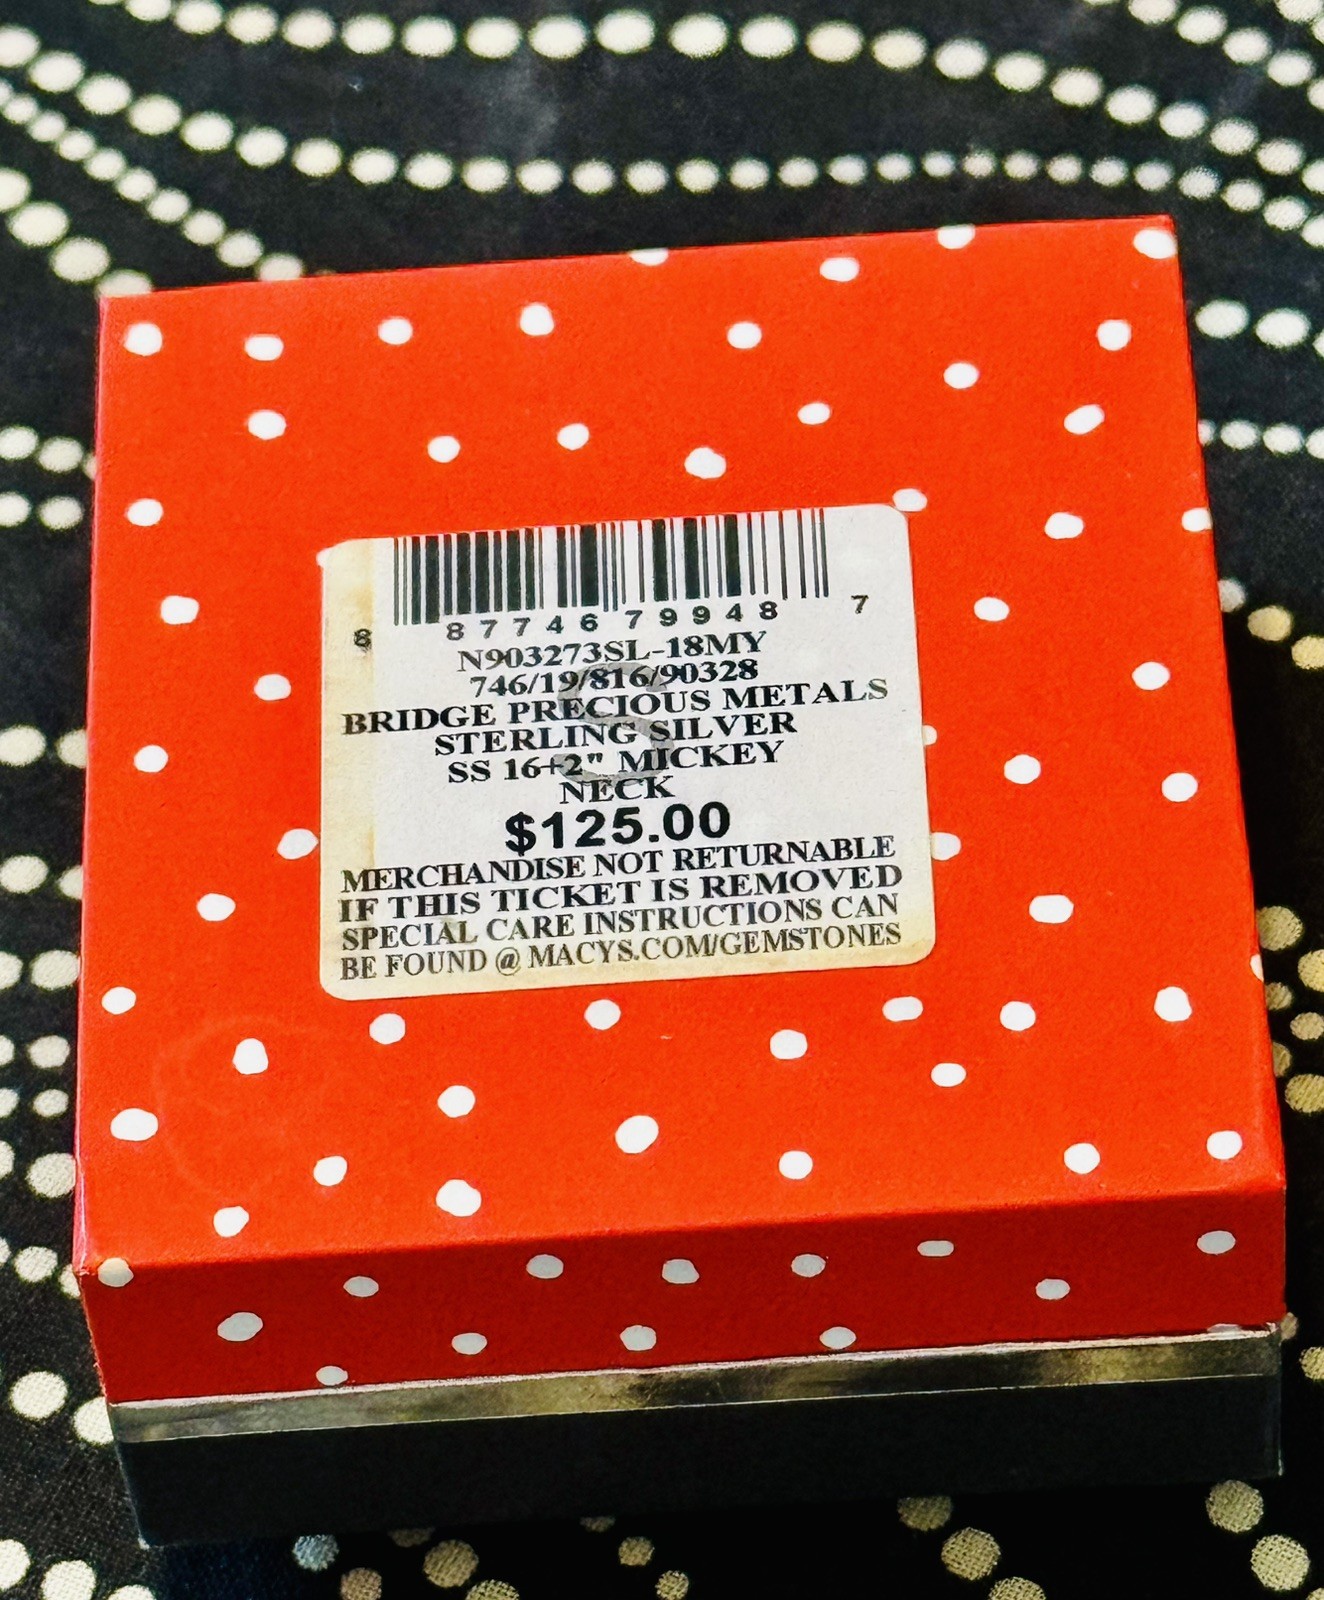 8 87746 79948 7
N903273SL-18MY
746/19/816/90328
BRIDGE PRECIOUS METALS
STERLING SILVER
SS 16+2" MICKEY
NECK
$125.00
MERCHANDISE NOT RETURNABLE
IF THIS TICKET IS REMOVED
SPECIAL CARE INSTRUCTIONS CAN
BE FOUND @ MACYS.COM/GEMSTONES
S